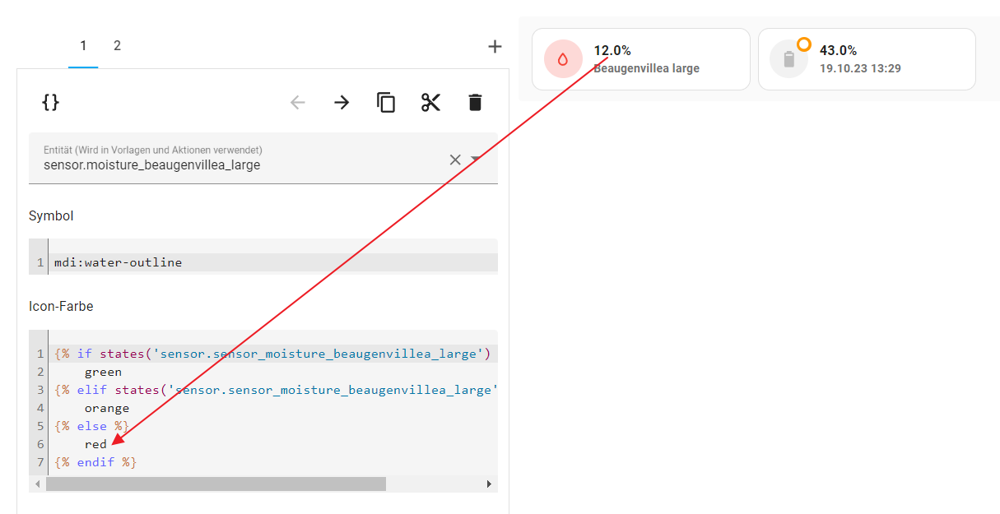 1 2
Entität (Wird in Vorlagen und Aktionen verwendet)
sensor.moisture_beaugenvillea_large
Symbol
1 mdi:water-outline
Icon-Farbe
1 {% if states('sensor.sensor_moisture_beaugenvillea_large')
2 green
3 {% elif states('sensor.sensor_moisture_beaugenvillea_large'
4 orange
5 {% else %}
6 red
7 {% endif %}
12.0%
Beaugenvillea large
43.0%
19.10.23 13:29